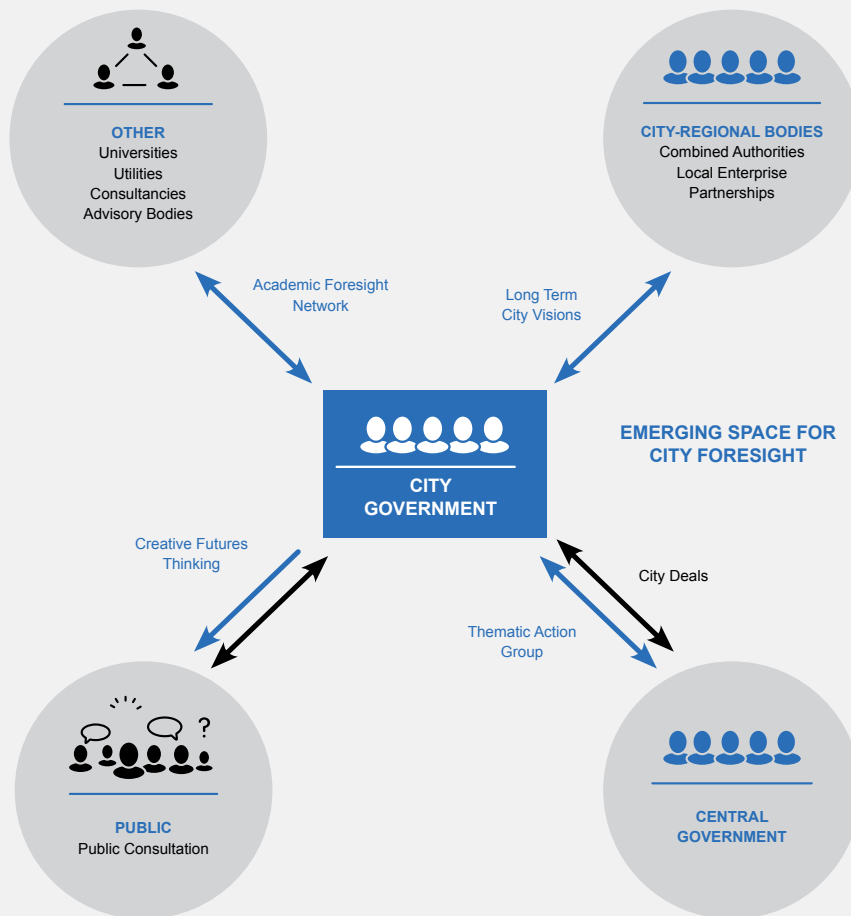 OTHER
Universities
Utilities
Consultancies
Advisory Bodies
CITY-REGIONAL BODIES
Combined Authorities
Local Enterprise
Partnerships
Academic Foresight
Network
Long Term
City Visions
EMERGING SPACE FOR
CITY FORESIGHT
CITY
GOVERNMENT
Creative Futures
Thinking
City Deals
Thematic Action
Group
?
PUBLIC
Public Consultation
CENTRAL
GOVERNMENT